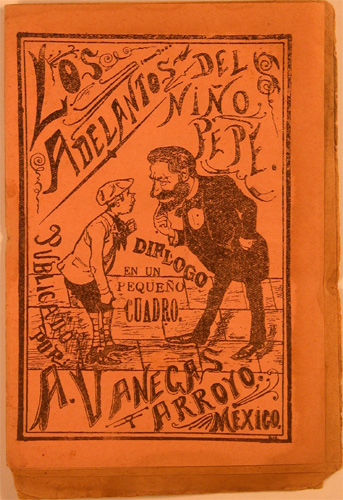 LOS
ADELANTOS DEL
NIÑO
PEPE.
DIALOGO
EN UN
PEQUEÑO
CUADRO.
PUBLICADO
POR
A. VANEGAS
ARROYO.
MÉXICO.